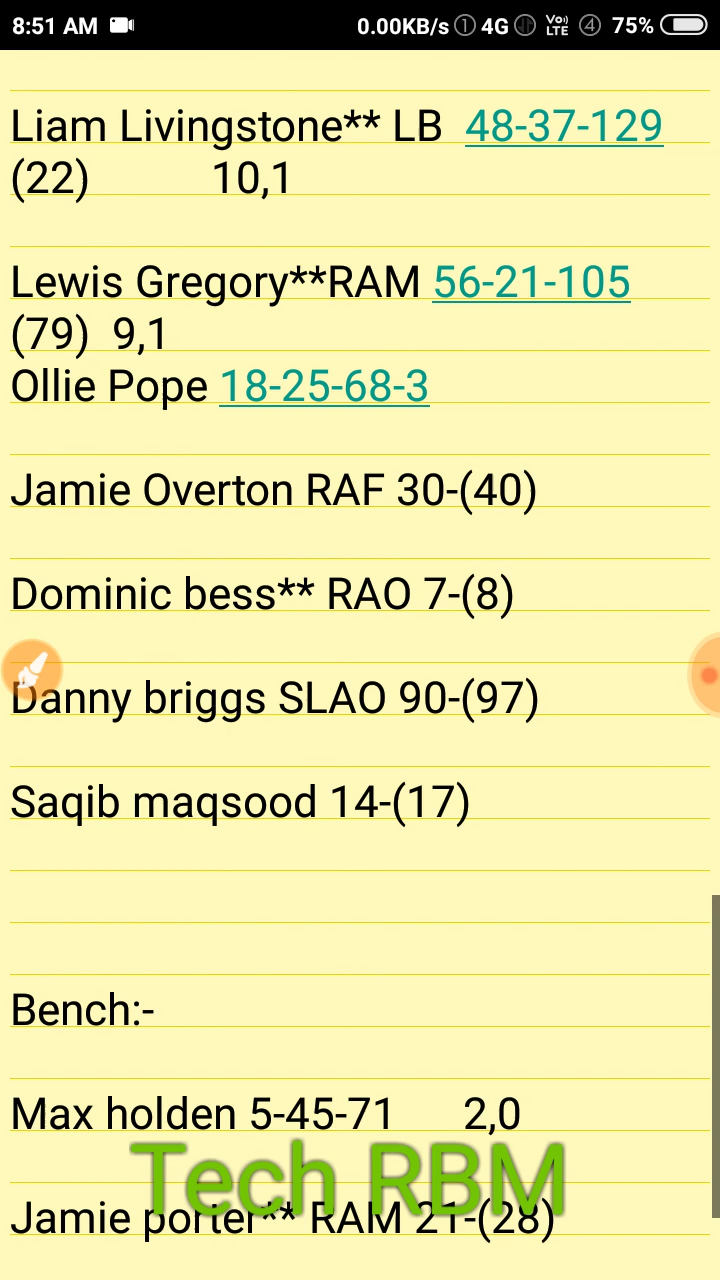 8:51 AM 0.00KB/s 1 4G VoLTE 4 75%
Liam Livingstone** LB 48-37-129
(22) 10,1
Lewis Gregory**RAM 56-21-105
(79) 9,1
Ollie Pope 18-25-68-3
Jamie Overton RAF 30-(40)
Dominic bess** RAO 7-(8)
Danny briggs SLAO 90-(97)
Saqib maqsood 14-(17)
Bench:-
Max holden 5-45-71 2,0
Tech RBM
Jamie porter** RAM 21-(28)